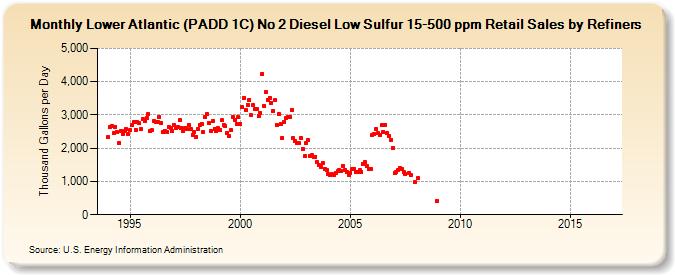 Monthly Lower Atlantic (PADD 1C) No 2 Diesel Low Sulfur 15-500 ppm Retail Sales by Refiners
Thousand Gallons per Day
5,000
4,000
3,000
2,000
1,000
0
1995 2000 2005 2010 2015
Source: U.S. Energy Information Administration